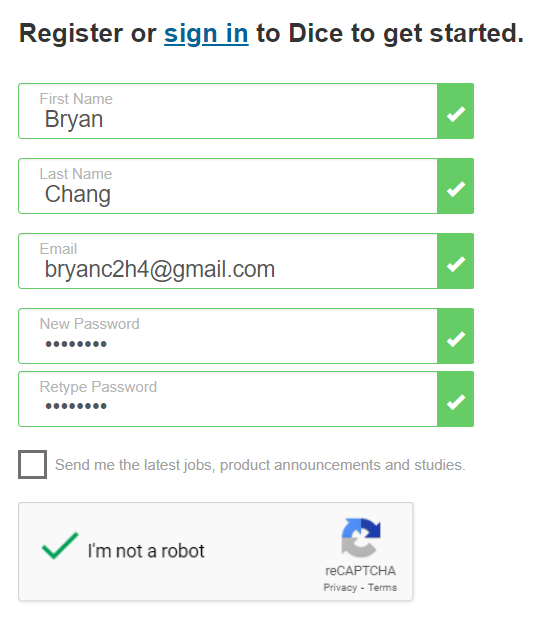 Register or sign in to Dice to get started.
First Name
Bryan
Last Name
Chang
Email
bryanc2h4@gmail.com
New Password
••••••••
Retype Password
••••••••
Send me the latest jobs, product announcements and studies.
I'm not a robot
reCAPTCHA
Privacy - Terms